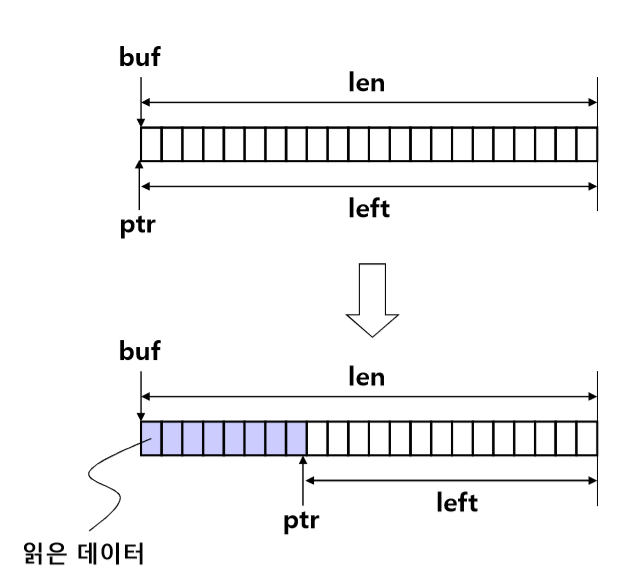 buf
len
left
ptr
buf
len
left
ptr
읽은 데이터